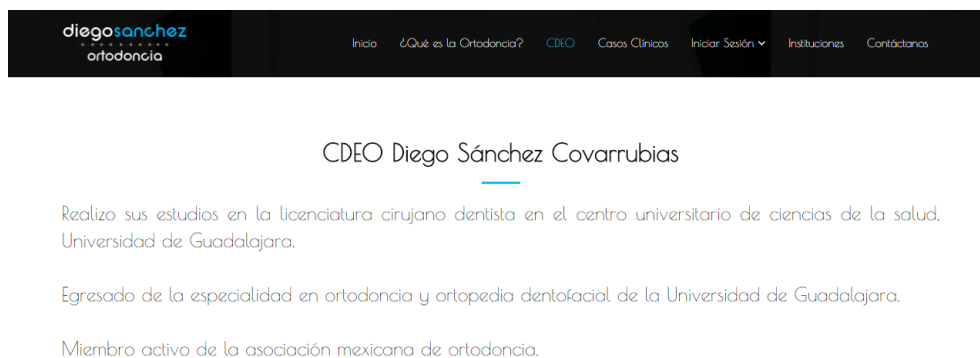 diegosanchez
ortodoncia
Inicio ¿Qué es la Ortodoncia? CDEO Casos Clínicos Iniciar Sesión Instituciones Contáctanos
CDEO Diego Sánchez Covarrubias
Realizo sus estudios en la licenciatura cirujano dentista en el centro universitario de ciencias de la salud,
Universidad de Guadalajara.
Egresado de la especialidad en ortodoncia y ortopedia dentofacial de la Universidad de Guadalajara.
Miembro activo de la asociación mexicana de ortodoncia.